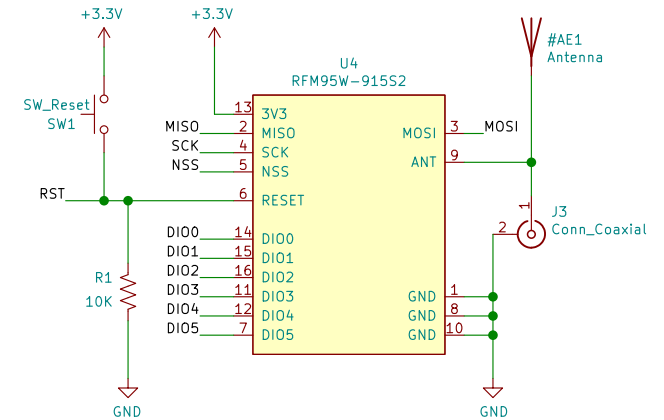 +3.3V
+3.3V
#AE1
Antenna
U4
RFM95W-915S2
SW_Reset
SW1
13
3V3
MISO
2
MISO
MOSI
3
MOSI
SCK
4
SCK
ANT
9
NSS
5
NSS
RST
6
RESET
1
J3
Conn_Coaxial
2
DIO0
14
DIO0
DIO1
15
DIO1
DIO2
16
DIO2
R1
10K
DIO3
11
DIO3
GND
1
DIO4
12
DIO4
GND
8
DIO5
7
DIO5
GND
10
GND
GND